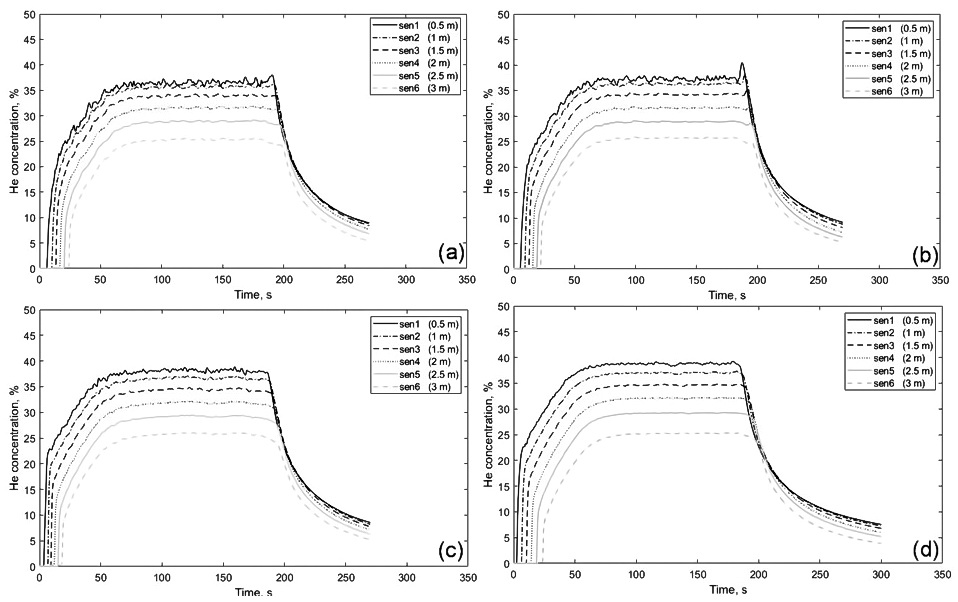 50
45
40
35
30
25
20
15
10
5
0
He concentration, %
sen1 (0.5 m)
sen2 (1 m)
sen3 (1.5 m)
sen4 (2 m)
sen5 (2.5 m)
sen6 (3 m)
(a)
0 50 100 150 200 250 300 350
Time, s
50
45
40
35
30
25
20
15
10
5
0
He concentration, %
sen1 (0.5 m)
sen2 (1 m)
sen3 (1.5 m)
sen4 (2 m)
sen5 (2.5 m)
sen6 (3 m)
(b)
0 50 100 150 200 250 300 350
Time, s
50
45
40
35
30
25
20
15
10
5
0
He concentration, %
sen1 (0.5 m)
sen2 (1 m)
sen3 (1.5 m)
sen4 (2 m)
sen5 (2.5 m)
sen6 (3 m)
(c)
0 50 100 150 200 250 300 350
Time, s
50
45
40
35
30
25
20
15
10
5
0
He concentration, %
sen1 (0.5 m)
sen2 (1 m)
sen3 (1.5 m)
sen4 (2 m)
sen5 (2.5 m)
sen6 (3 m)
(d)
0 50 100 150 200 250 300 350
Time, s